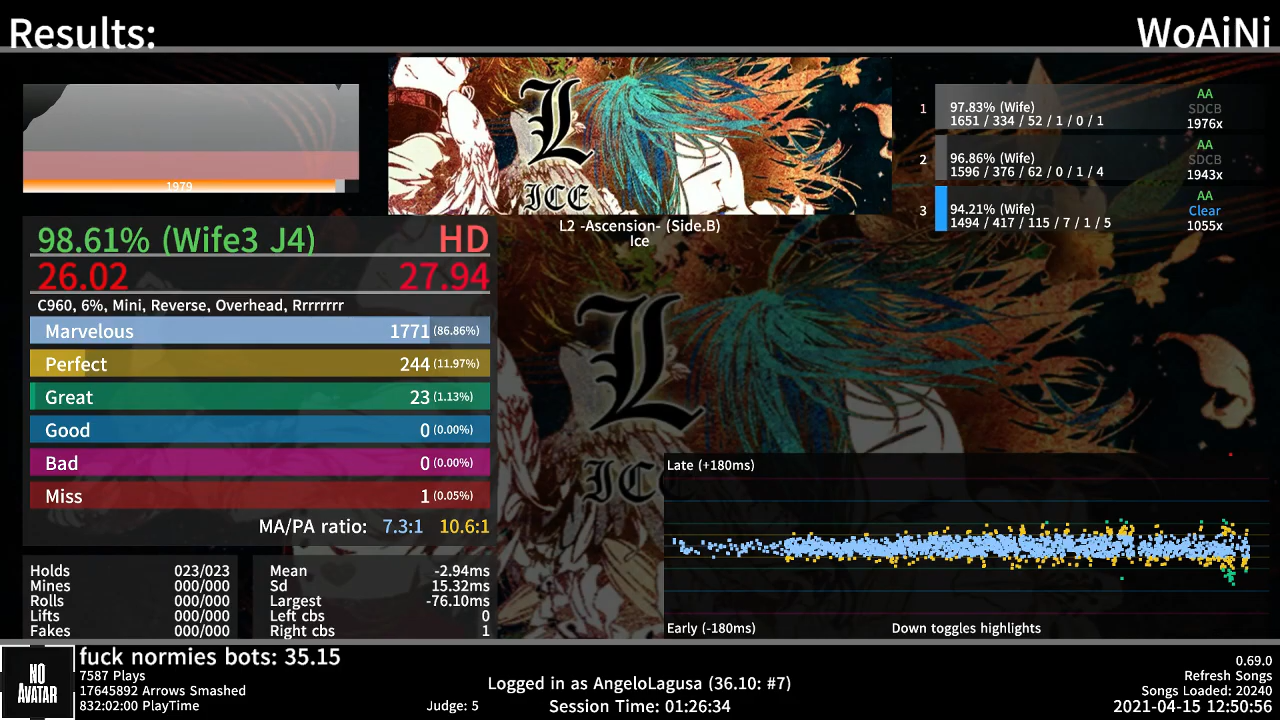 Results:
WoAiNi
1979
L
ICE
L2 -Ascension- (Side.B)
Ice
1
97.83% (Wife)
1651 / 334 / 52 / 1 / 0 / 1
AA
SDCB
1976x
2
96.86% (Wife)
1596 / 376 / 62 / 0 / 1 / 4
AA
SDCB
1943x
3
94.21% (Wife)
1494 / 417 / 115 / 7 / 1 / 5
AA
Clear
1055x
98.61% (Wife3 J4)
HD
26.02
27.94
C960, 6%, Mini, Reverse, Overhead, Rrrrrrr
Marvelous 1771 (86.86%)
Perfect 244 (11.97%)
Great 23 (1.13%)
Good 0 (0.00%)
Bad 0 (0.00%)
Miss 1 (0.05%)
MA/PA ratio: 7.3:1 10.6:1
L
ICE
Holds 023/023
Mines 000/000
Rolls 000/000
Lifts 000/000
Fakes 000/000
Mean -2.94ms
Sd 15.32ms
Largest -76.10ms
Left cbs 0
Right cbs 1
Late (+180ms)
Early (-180ms)
Down toggles highlights
NO AVATAR
fuck normies bots: 35.15
7587 Plays
17645892 Arrows Smashed
832:02:00 PlayTime
Judge: 5
Logged in as AngeloLagusa (36.10: #7)
Session Time: 01:26:34
0.69.0
Refresh Songs
Songs Loaded: 20240
2021-04-15 12:50:56